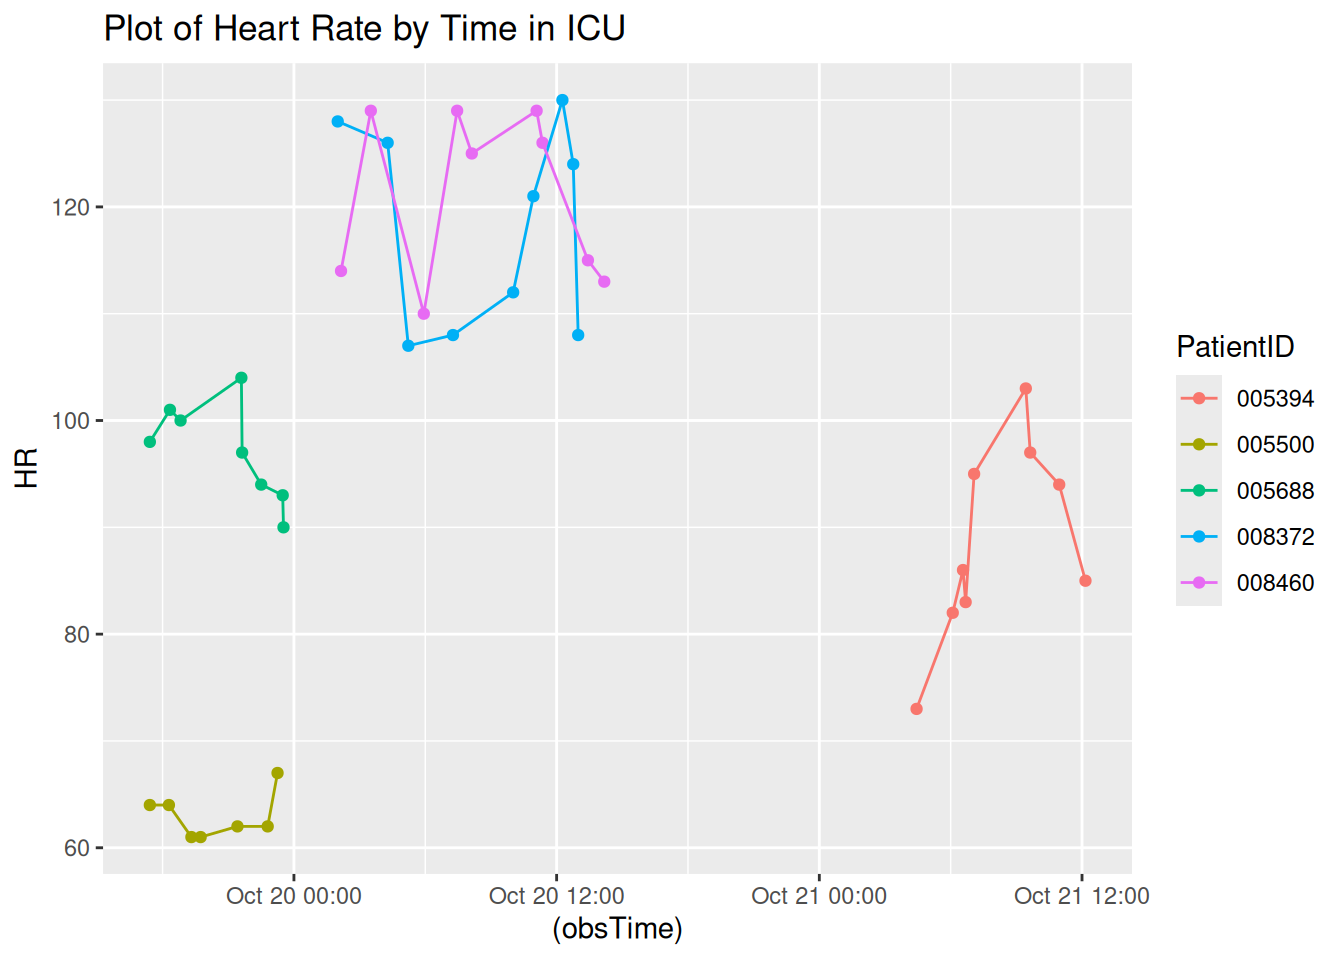 Plot of Heart Rate by Time in ICU
HR
120
100
80
60
Oct 20 00:00
Oct 20 12:00
Oct 21 00:00
Oct 21 12:00
(obsTime)
PatientID
005394
005500
005688
008372
008460